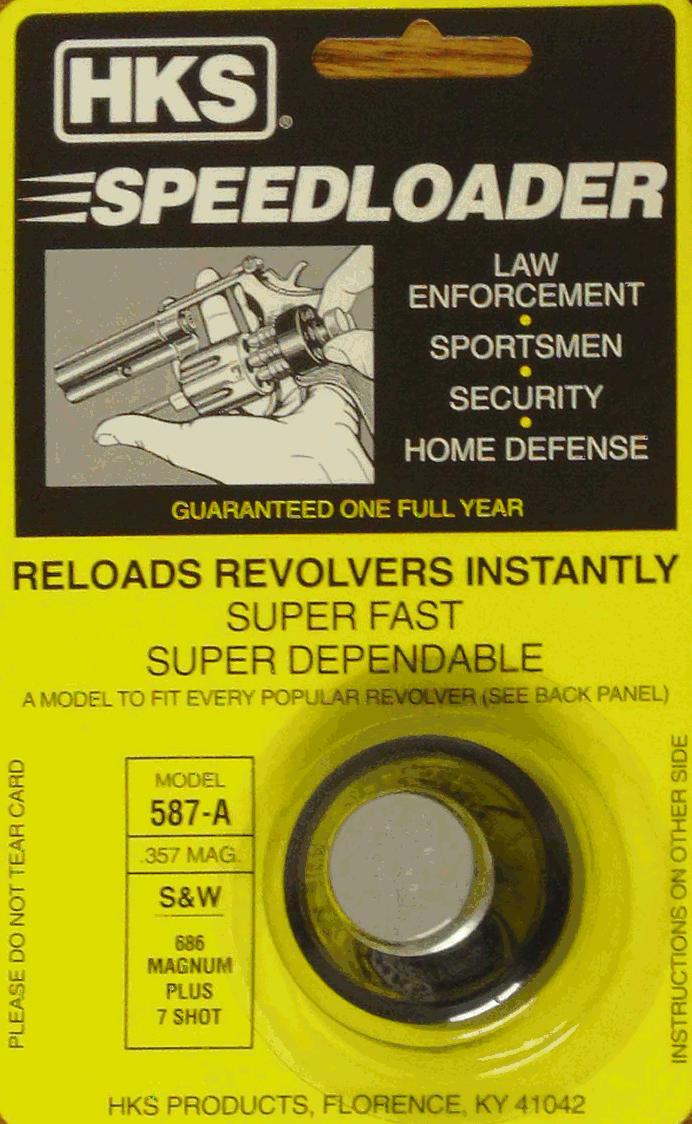 HKS®
SPEEDLOADER
LAW
ENFORCEMENT
•
SPORTSMEN
•
SECURITY
•
HOME DEFENSE
GUARANTEED ONE FULL YEAR
RELOADS REVOLVERS INSTANTLY
SUPER FAST
SUPER DEPENDABLE
A MODEL TO FIT EVERY POPULAR REVOLVER (SEE BACK PANEL)
PLEASE DO NOT TEAR CARD
MODEL
587-A
.357 MAG.
S&W
686
MAGNUM
PLUS
7 SHOT
INSTRUCTIONS ON OTHER SIDE
HKS PRODUCTS, FLORENCE, KY 41042